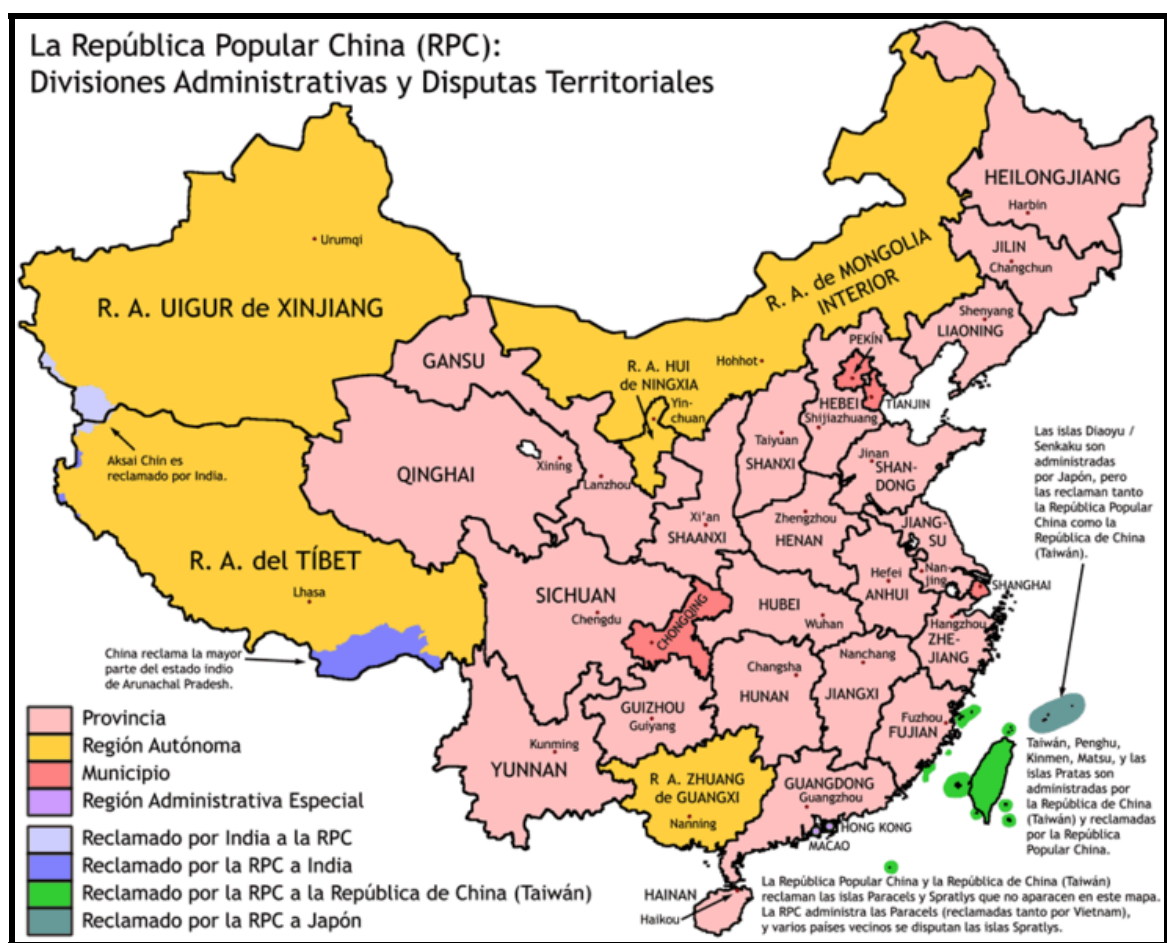 La República Popular China (RPC):
Divisiones Administrativas y Disputas Territoriales
HEILONGJIANG
Harbin
JILIN
Changchun
Urumqi
R. A. de MONGOLIA
INTERIOR
R. A. UIGUR de XINJIANG
Shenyang
LIAONING
PEKÍN
GANSU
R. A. HUI
de NINGXIA
Hohhot
Yin-
chuan
HEBEI
Shijiazhuang
TIANJIN
Aksai Chin es
reclamado por India.
QINGHAI
Xining
Lanzhou
Taiyuan
SHANXI
Jinan
SHAN-
DONG
Las islas Diaoyu /
Senkaku son
administradas
por Japón, pero
las reclaman tanto
la República Popular
China como la
República de China
(Taiwán).
Xi'an
SHAANXI
Zhengzhou
HENAN
JIANG-
SU
R. A. del TÍBET
Lhasa
SICHUAN
Chengdu
CHONGQING
HUBEI
Wuhan
Hefei
ANHUI
Nan-
jing
SHANGHAI
Hangzhou
ZHE-
JIANG
China reclama la mayor
parte del estado indio
de Arunachal Pradesh.
Changsha
HUNAN
Nanchang
JIANGXI
GUIZHOU
Guiyang
Fuzhou
FUJIAN
Kunming
YUNNAN
R A. ZHUANG
de GUANGXI
Nanning
GUANGDONG
Guangzhou
HONG KONG
MACAO
Taiwán, Penghu,
Kinmen, Matsu, y las
islas Pratas son
administradas por
la República de China
(Taiwán) y reclamadas
por la República
Popular China.
HAINAN
Haikou
La República Popular China y la República de China (Taiwán)
reclaman las islas Paracels y Spratlys que no aparecen en este mapa.
La RPC administra las Paracels (reclamadas tanto por Vietnam),
y varios países vecinos se disputan las islas Spratlys.
Provincia
Región Autónoma
Municipio
Región Administrativa Especial
Reclamado por India a la RPC
Reclamado por la RPC a India
Reclamado por la RPC a la República de China (Taiwán)
Reclamado por la RPC a Japón